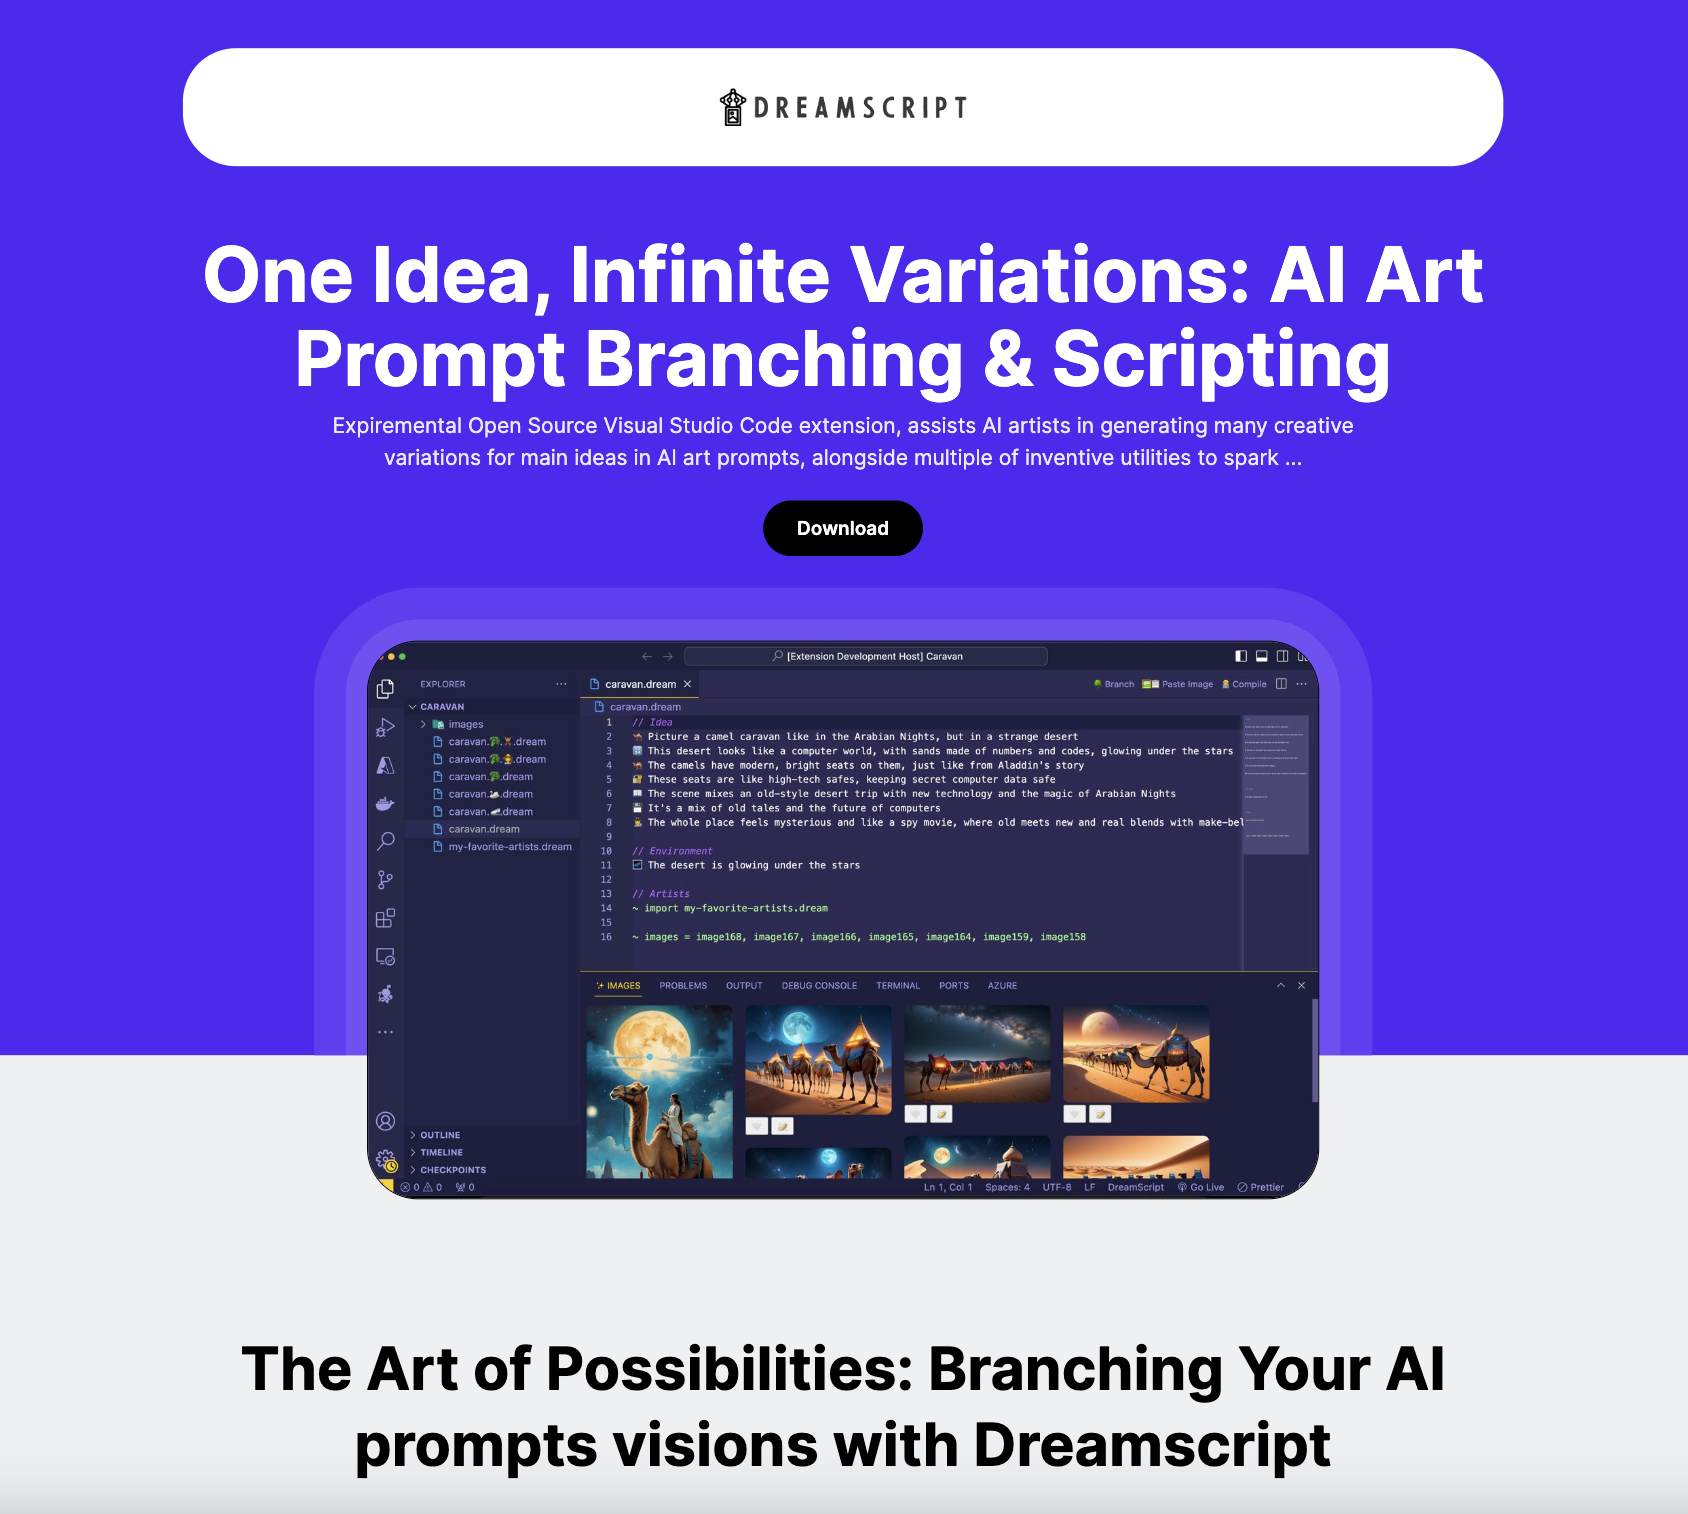 DREAMSCRIPT
One Idea, Infinite Variations: AI Art
Prompt Branching & Scripting
Expiremental Open Source Visual Studio Code extension, assists AI artists in generating many creative
variations for main ideas in AI art prompts, alongside multiple of inventive utilities to spark ...
Download
[Extension Development Host] Caravan
EXPLORER
CARAVAN
images
caravan.🌳.🐫.dream
caravan.🌳.👳.dream
caravan.🌳.dream
caravan.🦢.dream
caravan.🛹.dream
caravan.dream
my-favorite-artists.dream
OUTLINE
TIMELINE
CHECKPOINTS
caravan.dream
Branch Paste Image Compile
caravan.dream
1 // Idea
2 🐪 Picture a camel caravan like in the Arabian Nights, but in a strange desert
3 🔢 This desert looks like a computer world, with sands made of numbers and codes, glowing under the stars
4 🐪 The camels have modern, bright seats on them, just like from Aladdin's story
5 🔐 These seats are like high-tech safes, keeping secret computer data safe
6 📖 The scene mixes an old-style desert trip with new technology and the magic of Arabian Nights
7 💾 It's a mix of old tales and the future of computers
8 🕵 The whole place feels mysterious and like a spy movie, where old meets new and real blends with make-bel
9
10 // Environment
11 🌌 The desert is glowing under the stars
12
13 // Artists
14 ~ import my-favorite-artists.dream
15
16 ~ images = image168, image167, image166, image165, image164, image159, image158
IMAGES PROBLEMS OUTPUT DEBUG CONSOLE TERMINAL PORTS AZURE
0 0 0
Ln 1, Col 1 Spaces: 4 UTF-8 LF DreamScript Go Live Prettier
The Art of Possibilities: Branching Your AI
prompts visions with Dreamscript